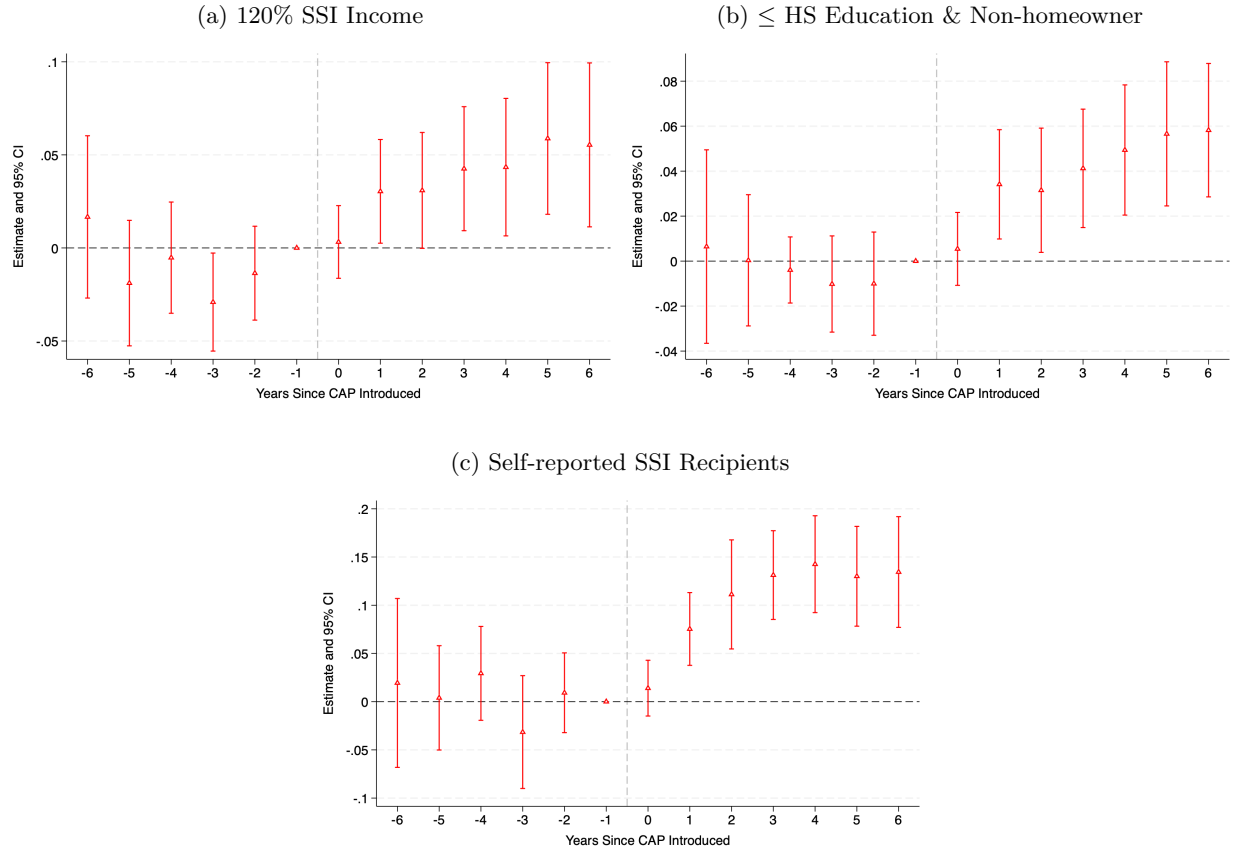 (a) 120% SSI Income
.1
.05
0
-.05
Estimate and 95% CI
-6 -5 -4 -3 -2 -1 0 1 2 3 4 5 6
Years Since CAP Introduced
(b) ≤ HS Education & Non-homeowner
.08
.06
.04
.02
0
-.02
-.04
Estimate and 95% CI
-6 -5 -4 -3 -2 -1 0 1 2 3 4 5 6
Years Since CAP Introduced
(c) Self-reported SSI Recipients
.2
.15
.1
.05
0
-.05
-.1
Estimate and 95% CI
-6 -5 -4 -3 -2 -1 0 1 2 3 4 5 6
Years Since CAP Introduced